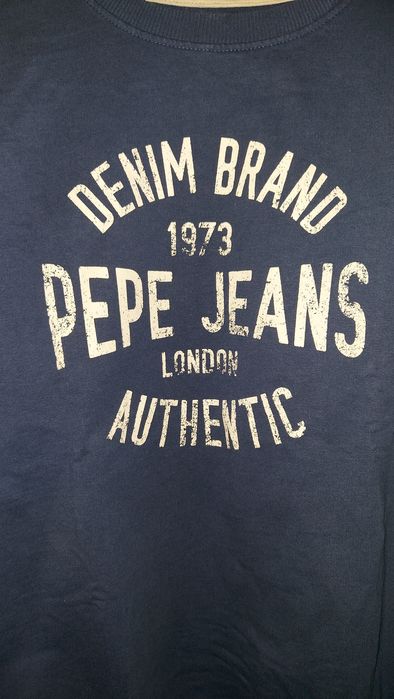 DENIM BRAND
1973
PEPE JEANS
LONDON
AUTHENTIC